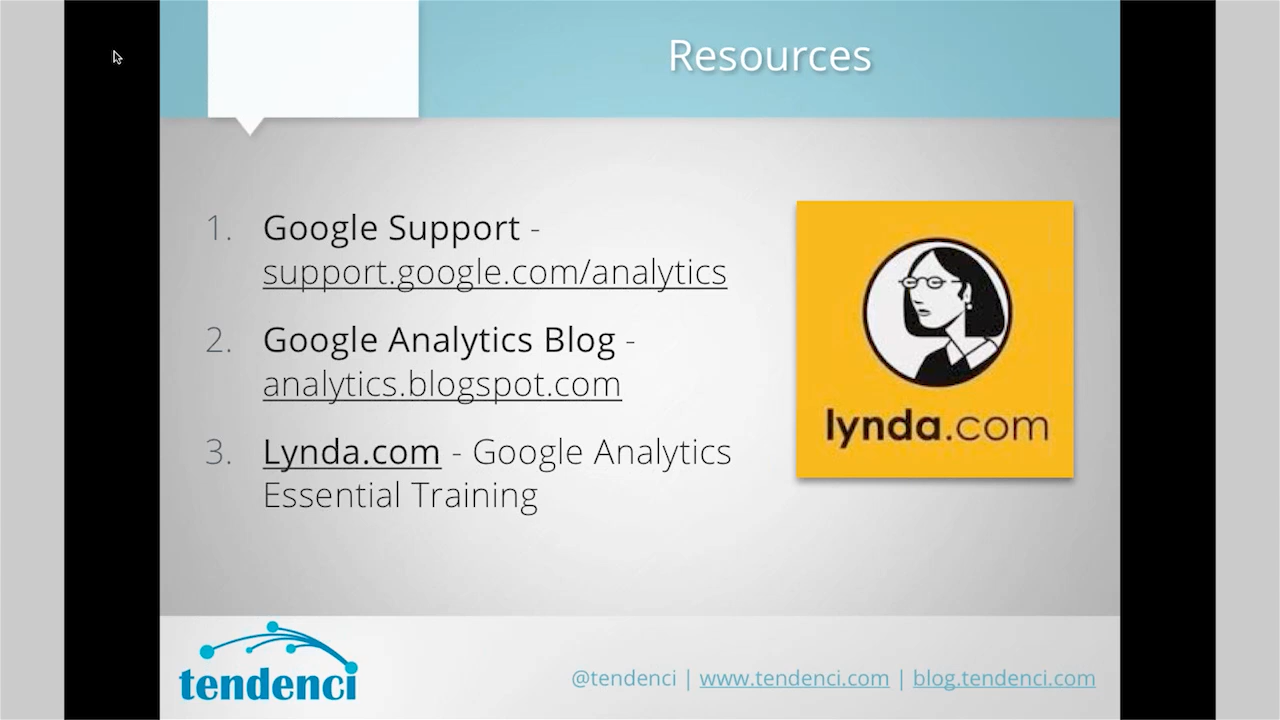 Resources
1. Google Support -
support.google.com/analytics
2. Google Analytics Blog -
analytics.blogspot.com
3. Lynda.com - Google Analytics
Essential Training
lynda.com
tendenci
@tendenci | www.tendenci.com | blog.tendenci.com